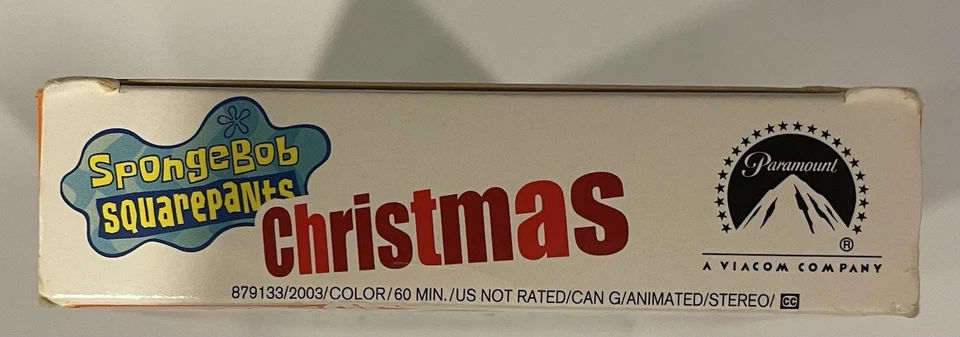 SpongeBob
SquarePants
Christmas
Paramount
®
A VIACOM COMPANY
879133/2003/COLOR/60 MIN./US NOT RATED/CAN G/ANIMATED/STEREO/ CC